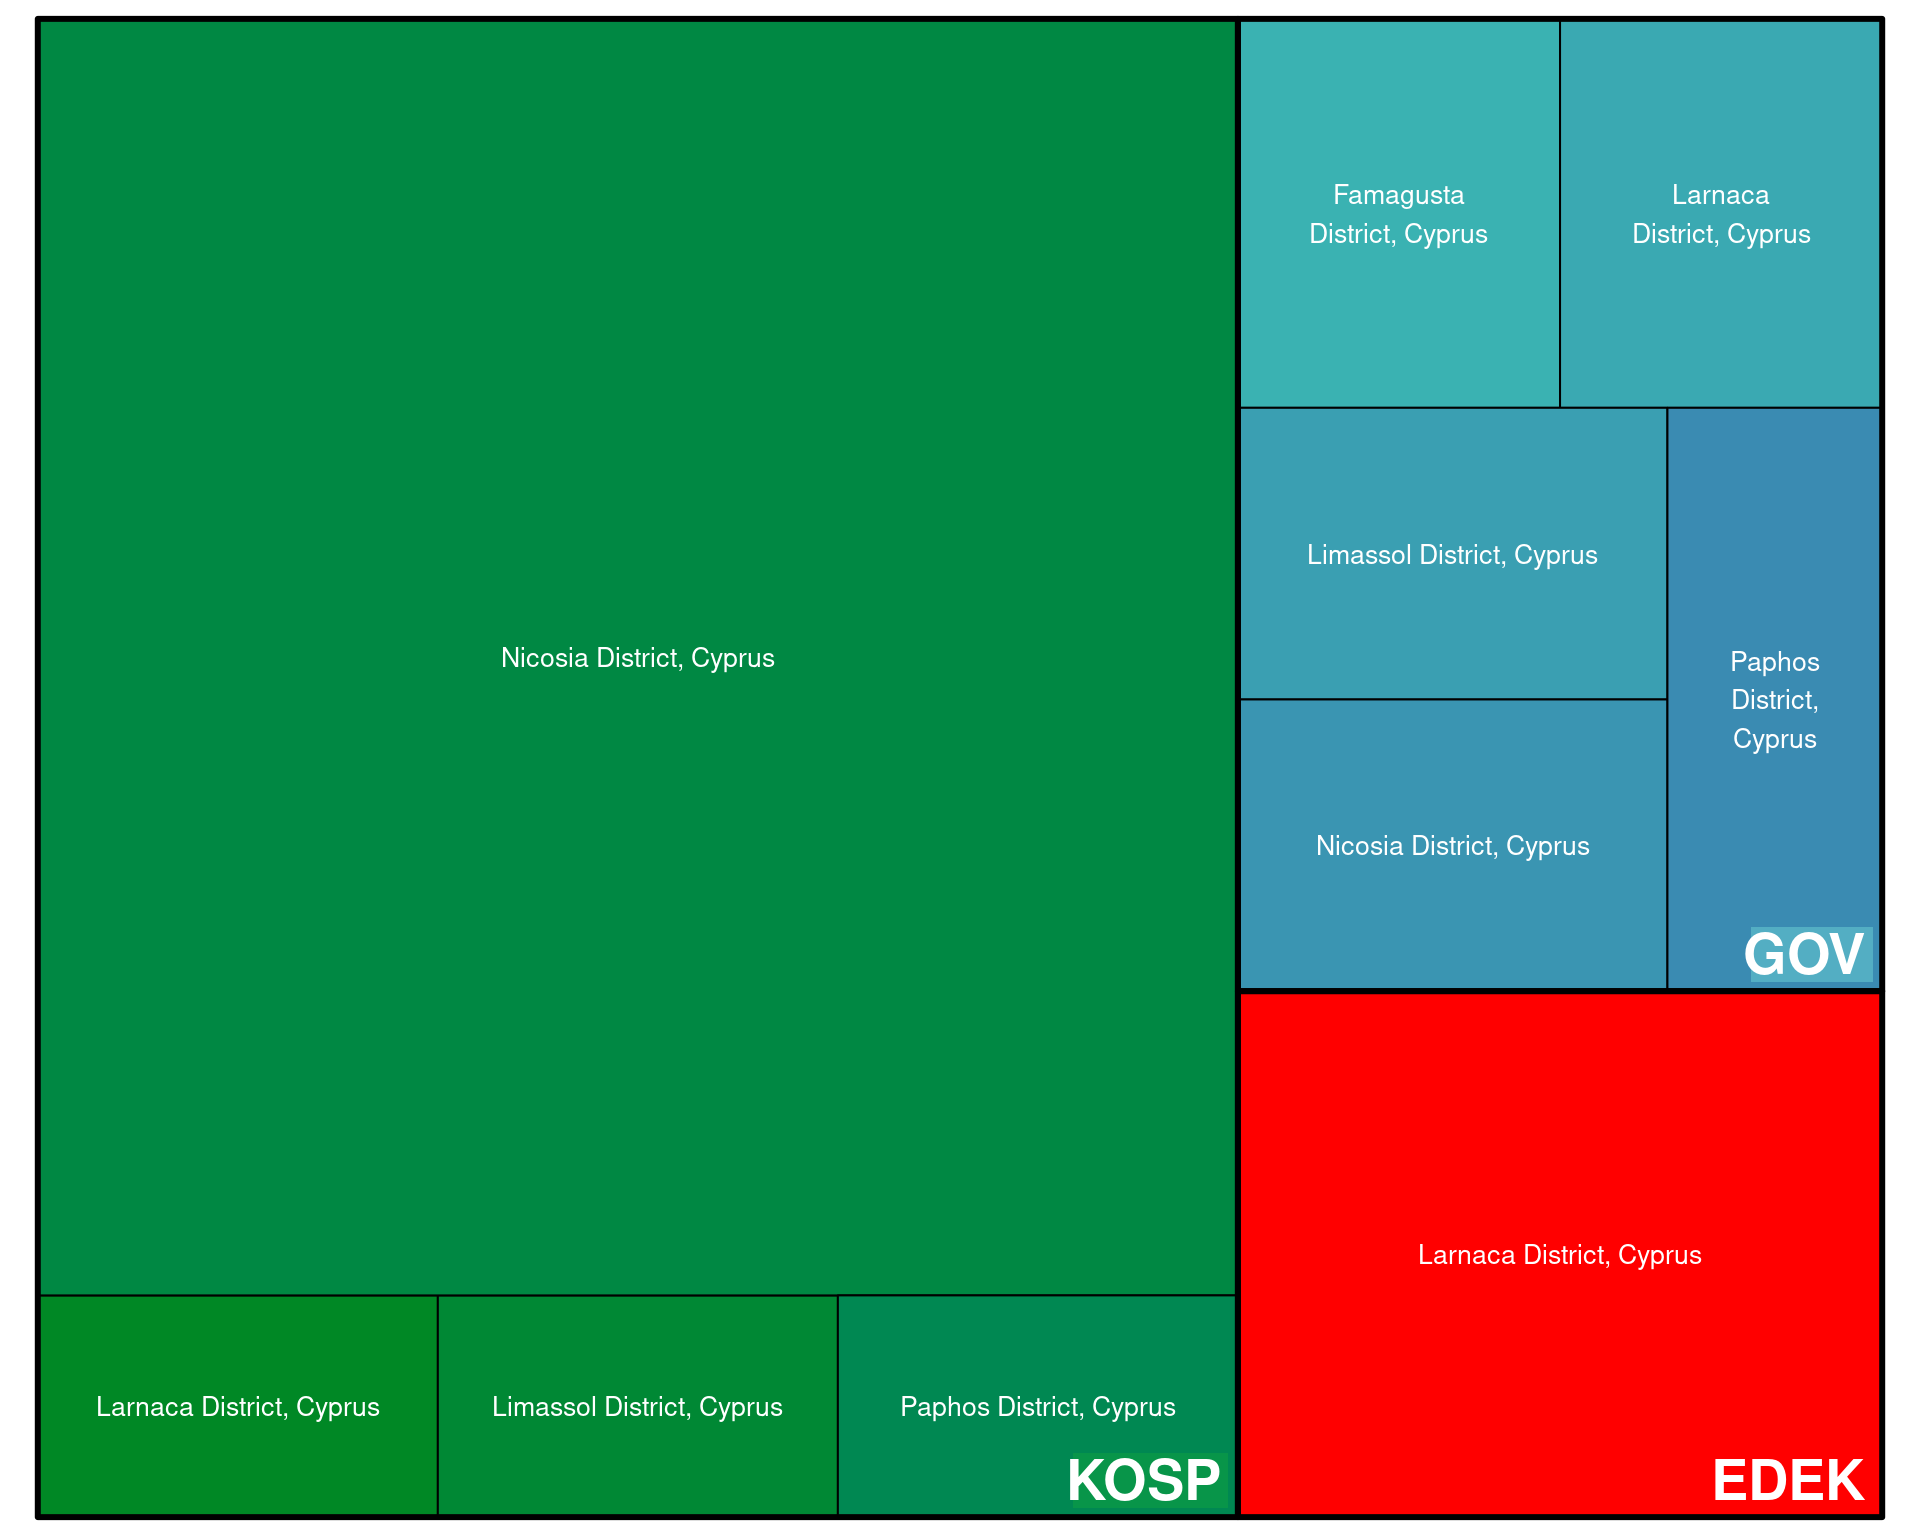 Nicosia District, Cyprus
Larnaca District, Cyprus
Limassol District, Cyprus
Paphos District, Cyprus
KOSP
Famagusta
District, Cyprus
Larnaca
District, Cyprus
Limassol District, Cyprus
Nicosia District, Cyprus
Paphos
District,
Cyprus
GOV
Larnaca District, Cyprus
EDEK